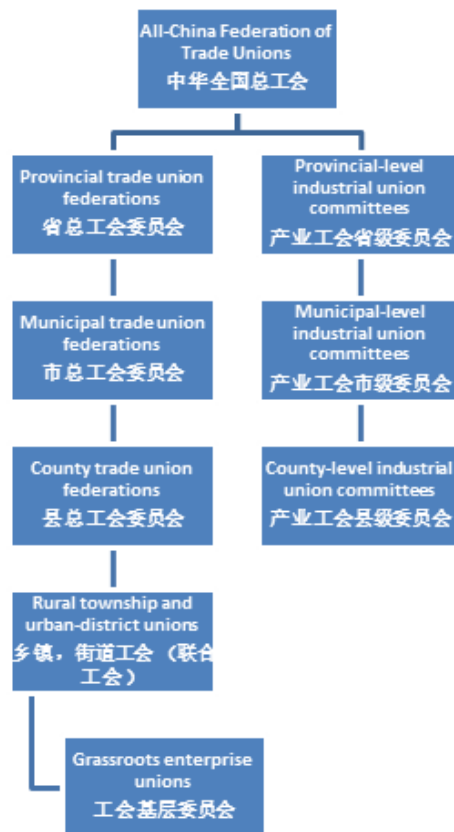 All-China Federation of
Trade Unions
中华全国总工会
Provincial trade union
federations
省总工会委员会
Provincial-level
industrial union
committees
产业工会省级委员会
Municipal trade union
federations
市总工会委员会
Municipal-level
industrial union
committees
产业工会市级委员会
County trade union
federations
县总工会委员会
County-level industrial
union committees
产业工会县级委员会
Rural township and
urban-district unions
乡镇，街道工会（联合
工会）
Grassroots enterprise
unions
工会基层委员会